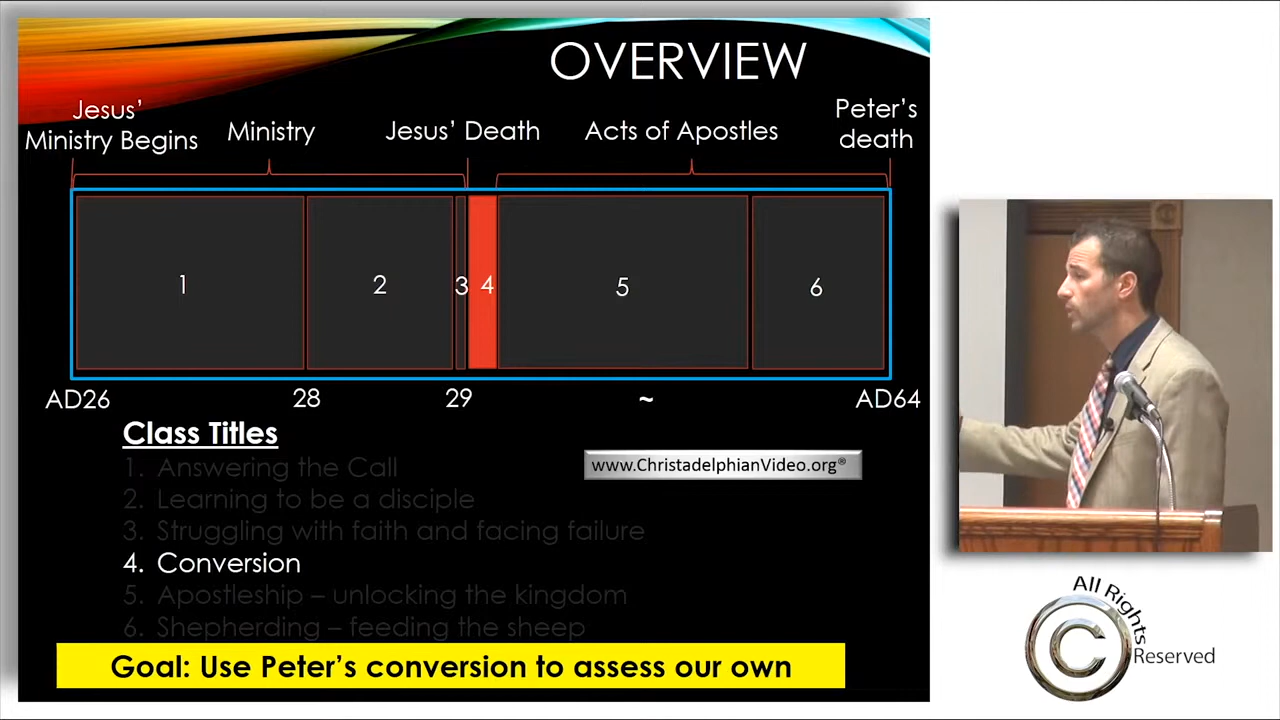 OVERVIEW
Jesus’
Ministry Begins
Ministry
Jesus’ Death
Acts of Apostles
Peter’s
death
1
2
3
4
5
6
AD26
28
29
~
AD64
Class Titles
1. Answering the Call
2. Learning to be a disciple
3. Struggling with faith and facing failure
4. Conversion
5. Apostleship – unlocking the kingdom
6. Shepherding – feeding the sheep
www.ChristadelphianVideo.org®
Goal: Use Peter’s conversion to assess our own
All Rights
©
Reserved